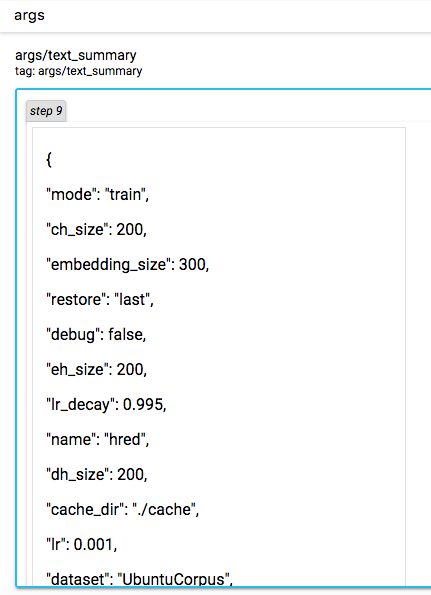 args
args/text_summary
tag: args/text_summary
step 9
{
"mode": "train",
"ch_size": 200,
"embedding_size": 300,
"restore": "last",
"debug": false,
"eh_size": 200,
"lr_decay": 0.995,
"name": "hred",
"dh_size": 200,
"cache_dir": "./cache",
"lr": 0.001,
"dataset": "UbuntuCorpus",